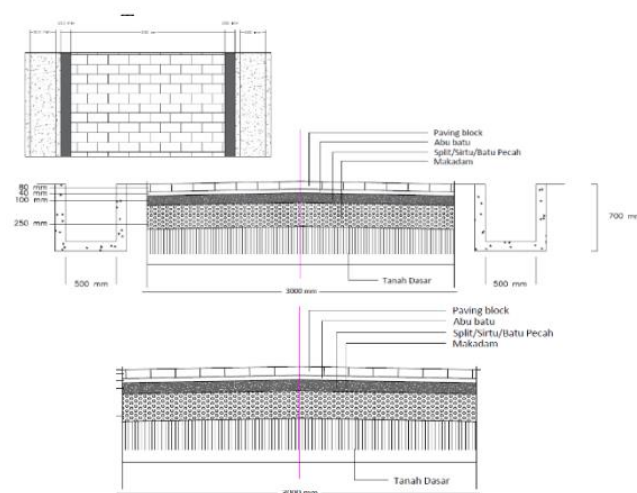 Paving block
Abu batu
Split/Sirtu/Batu Pecah
Makadam
80 mm
40 mm
100 mm
250 mm
700 mm
500 mm
500 mm
Tanah Dasar
3000 mm
Paving block
Abu batu
Split/Sirtu/Batu Pecah
Makadam
Tanah Dasar